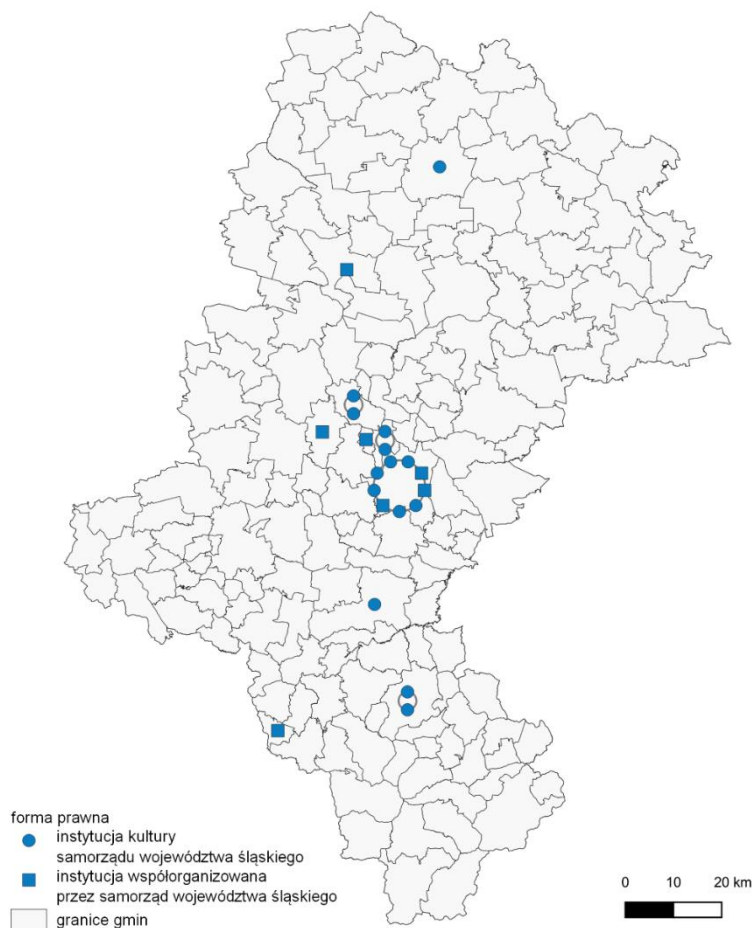 forma prawna
instytucja kultury
samorządu województwa śląskiego
instytucja współorganizowana
przez samorząd województwa śląskiego
granice gmin
0 10 20 km